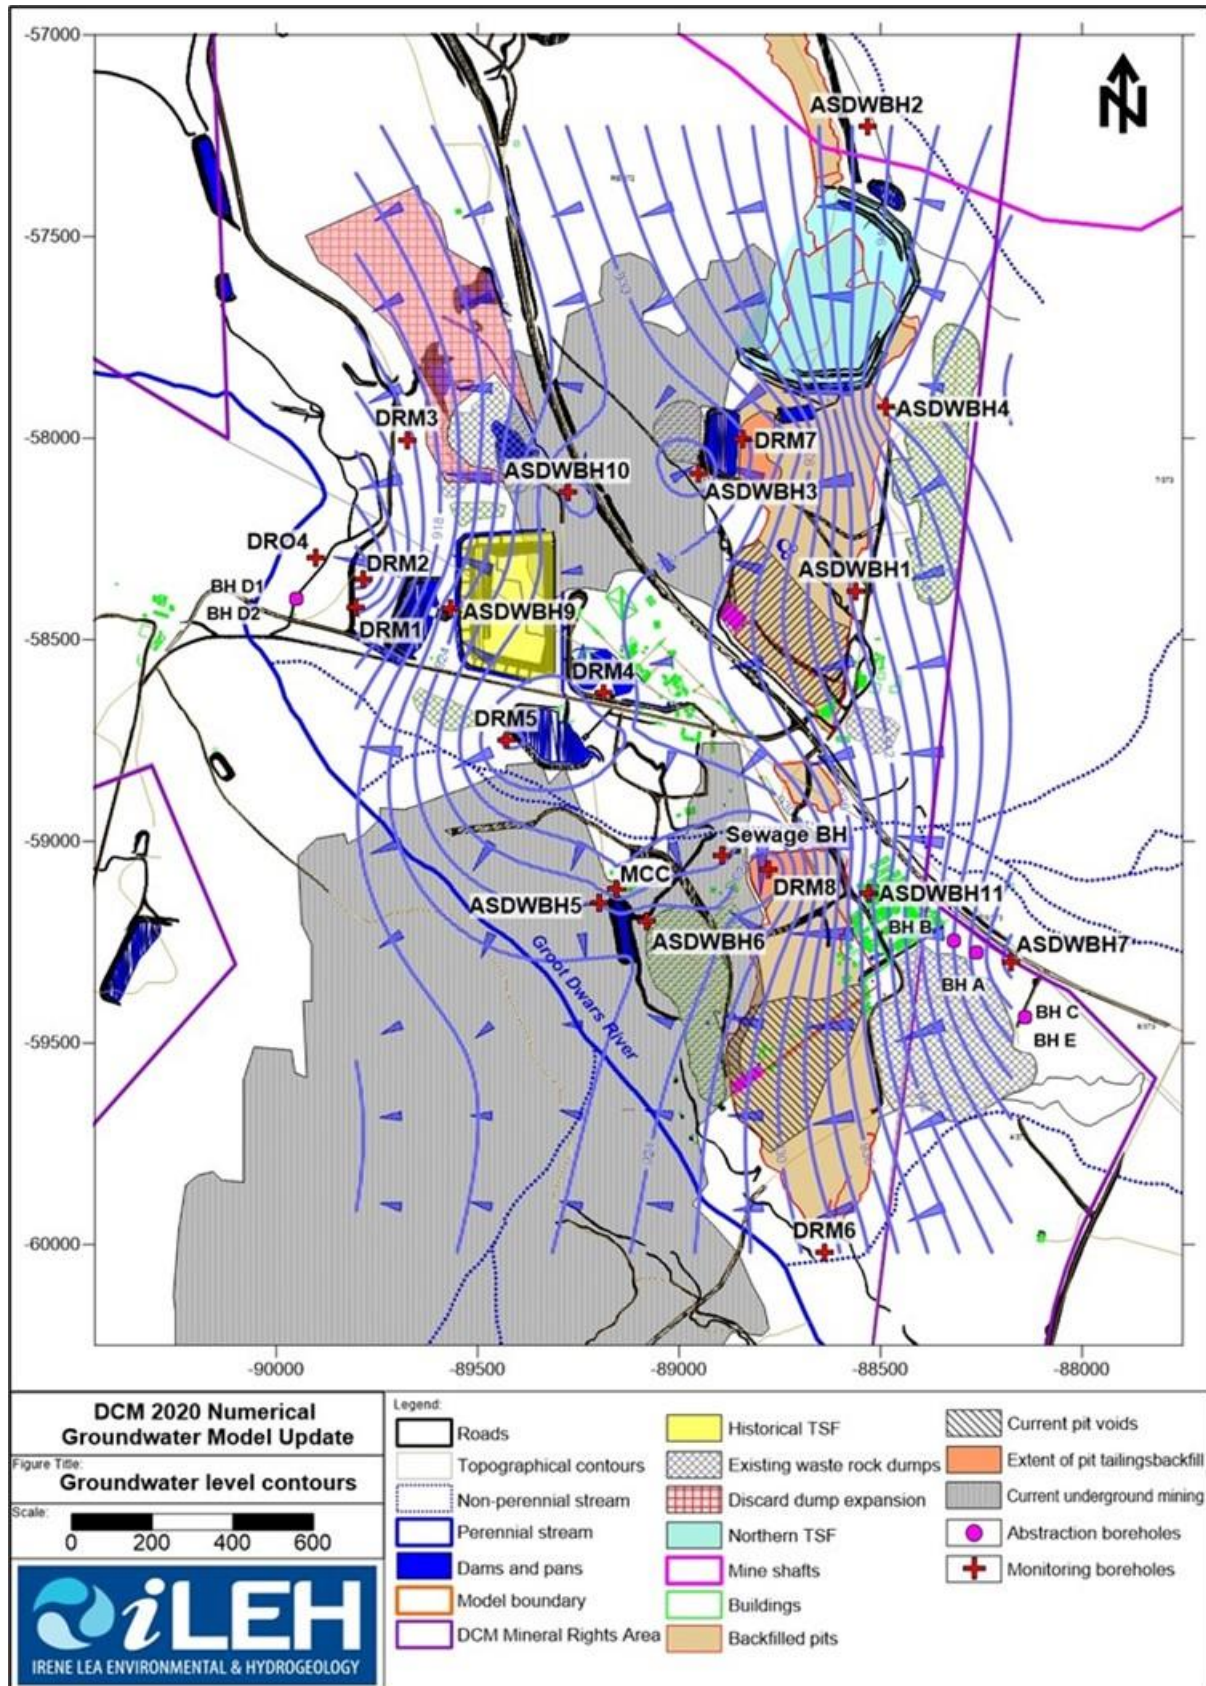 -57000
ASDWBH2
-57500
DRM3
ASDWBH4
-58000
DRM7
ASDWBH10
ASDWBH3
918
DRO4
DRM2
BH D1
ASDWBH1
BH D2
ASDWBH9
DRM1
-58500
924
DRM4
DRM5
-59000
Sewage BH
MCC
DRM8
ASDWBH11
ASDWBH5
BH B
ASDWBH6
ASDWBH7
Groot Dwars River
BH A
BH C
-59500
BH E
DRM6
-60000
-90000 -89500 -89000 -88500 -88000
DCM 2020 Numerical
Groundwater Model Update
Figure Title:
Groundwater level contours
Scale:
0 200 400 600
iLEH
IRENE LEA ENVIRONMENTAL & HYDROGEOLOGY
Legend:
Roads
Topographical contours
Non-perennial stream
Perennial stream
Dams and pans
Model boundary
DCM Mineral Rights Area
Historical TSF
Existing waste rock dumps
Discard dump expansion
Northern TSF
Mine shafts
Buildings
Backfilled pits
Current pit voids
Extent of pit tailingsbackfill
Current underground mining
Abstraction boreholes
Monitoring boreholes